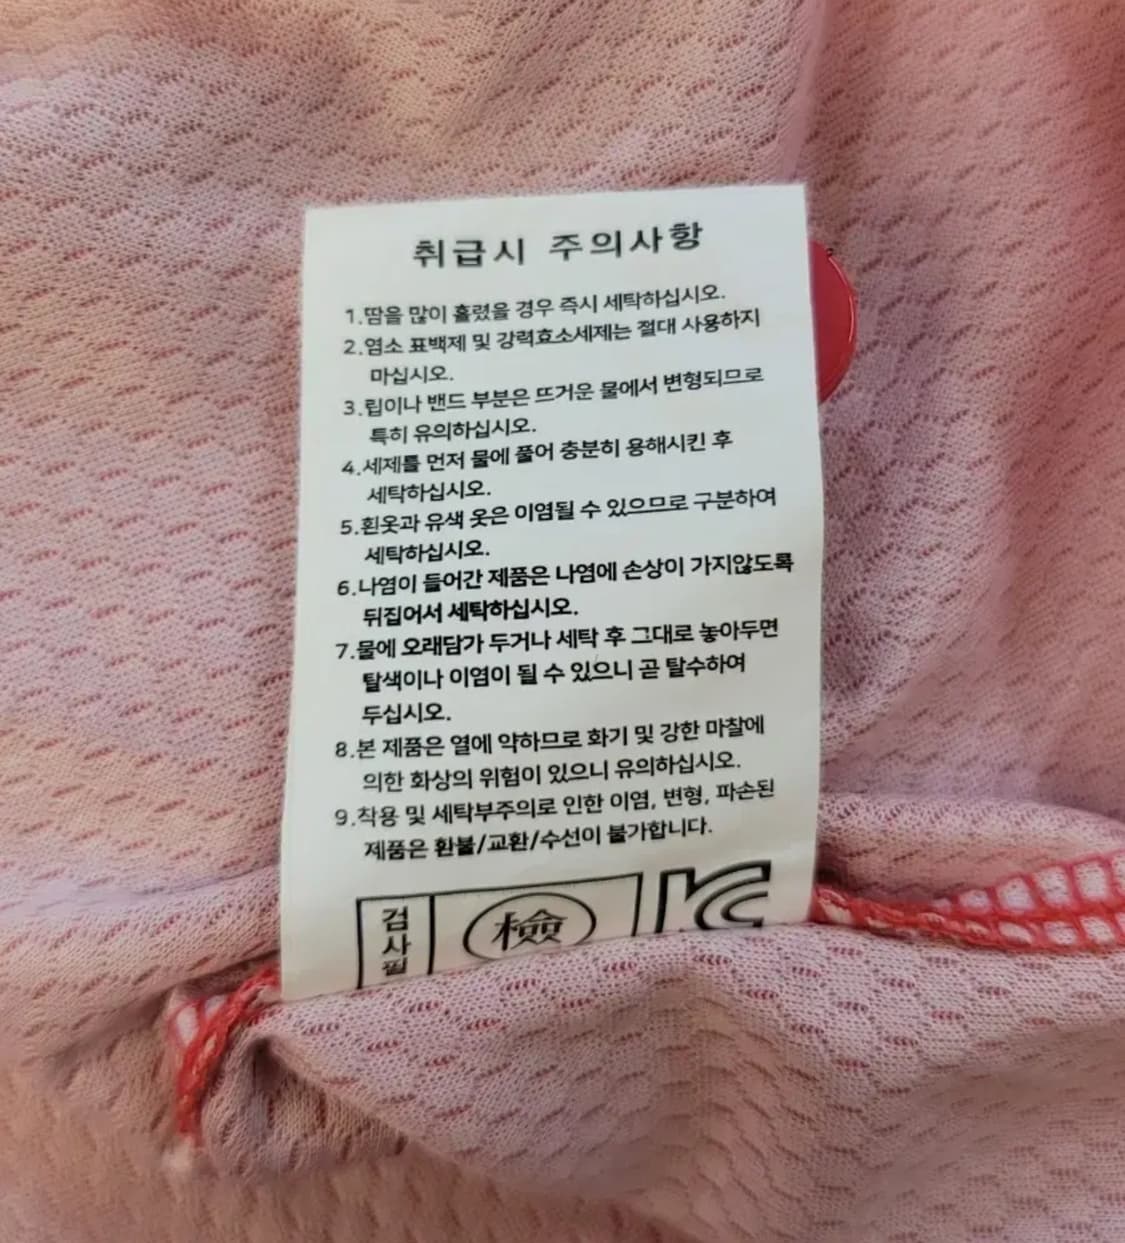 취급시 주의사항
1.땀을 많이 흘렸을 경우 즉시 세탁하십시오.
2.염소 표백제 및 강력효소세제는 절대 사용하지
마십시오.
3.립이나 밴드 부분은 뜨거운 물에서 변형되므로
특히 유의하십시오.
4.세제를 먼저 물에 풀어 충분히 용해시킨 후
세탁하십시오.
5.흰옷과 유색 옷은 이염될 수 있으므로 구분하여
세탁하십시오.
6.나염이 들어간 제품은 나염에 손상이 가지않도록
뒤집어서 세탁하십시오.
7.물에 오래담가 두거나 세탁 후 그대로 놓아두면
탈색이나 이염이 될 수 있으니 곧 탈수하여
두십시오.
8.본 제품은 열에 약하므로 화기 및 강한 마찰에
의한 화상의 위험이 있으니 유의하십시오.
9.착용 및 세탁부주의로 인한 이염, 변형, 파손된
제품은 환불/교환/수선이 불가합니다.
검사필 檢 KC